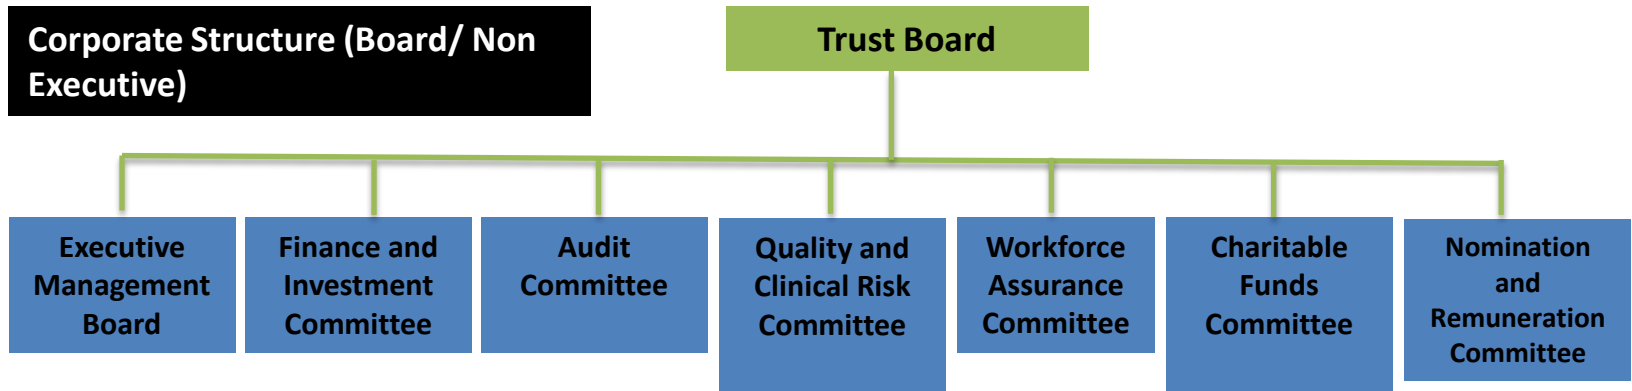 Corporate Structure (Board/ Non
Executive)
Trust Board
Executive
Management
Board
Finance and
Investment
Committee
Audit
Committee
Quality and
Clinical Risk
Committee
Workforce
Assurance
Committee
Charitable
Funds
Committee
Nomination
and
Remuneration
Committee